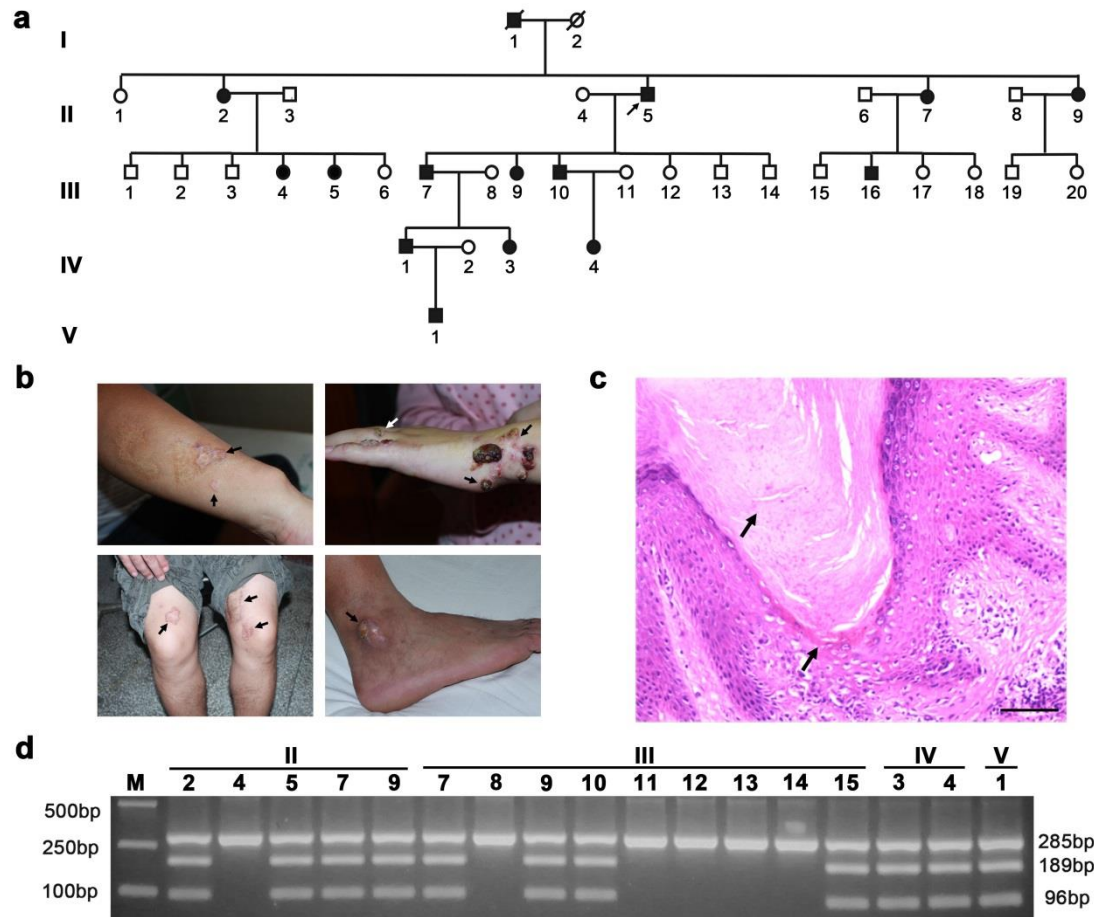 a
I
1 2
II
1 2 3 4 5 6 7 8 9
III
1 2 3 4 5 6 7 8 9 10 11 12 13 14 15 16 17 18 19 20
IV
1 2 3 4
V
1
b
c
d
II III IV V
M 2 4 5 7 9 7 8 9 10 11 12 13 14 15 3 4 1
500bp
250bp 285bp
189bp
100bp 96bp